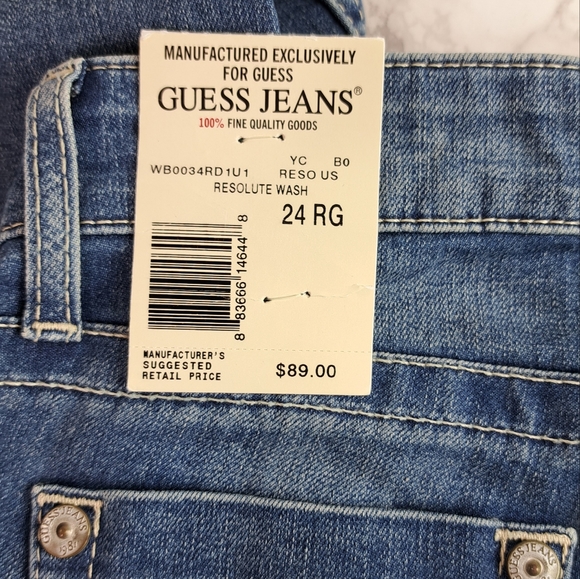 MANUFACTURED EXCLUSIVELY
FOR GUESS
GUESS JEANS®
100% FINE QUALITY GOODS
YC B0
WB0034RD1U1 RESO US
RESOLUTE WASH
24 RG
8 83666 14644 8
MANUFACTURER'S
SUGGESTED
RETAIL PRICE $89.00
GUESS JEANS
1981
GUESS JEANS